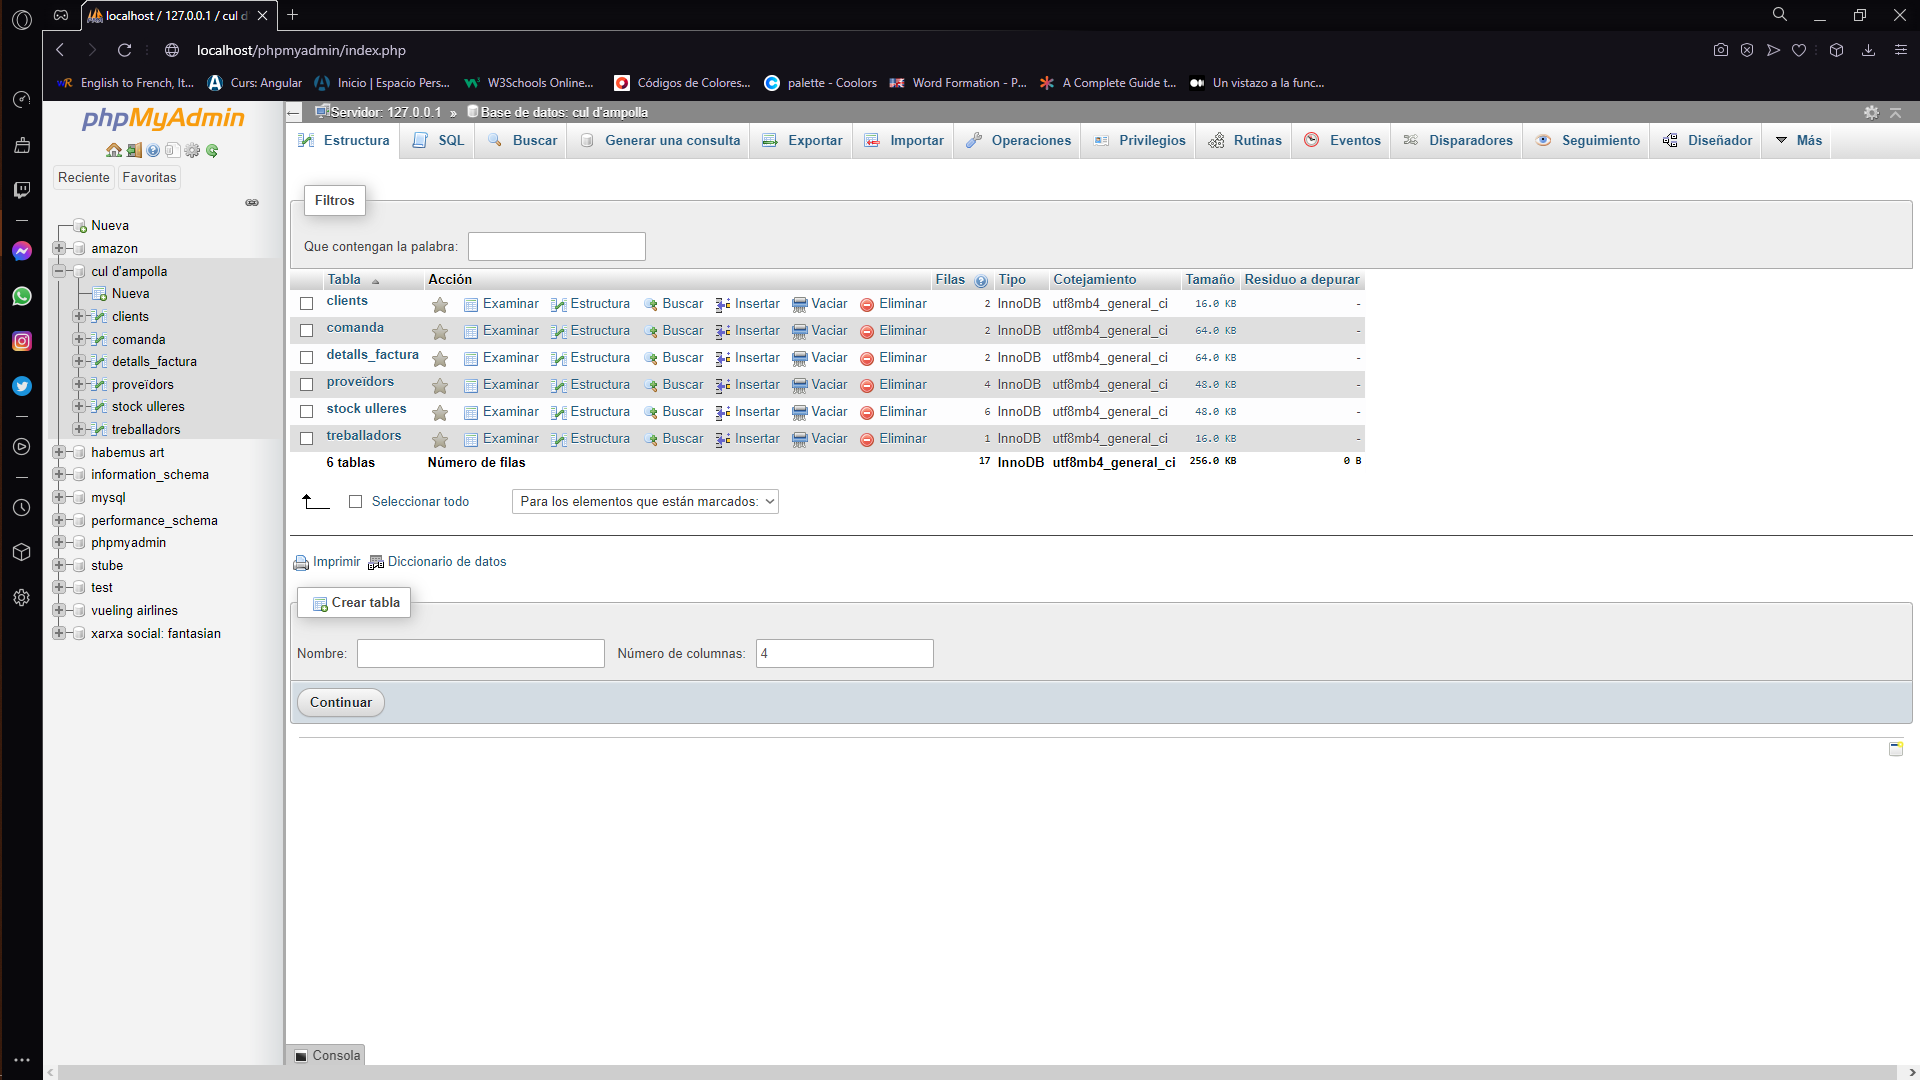 localhost / 127.0.0.1 / cul d
localhost/phpmyadmin/index.php
English to French, It... Curs: Angular Inicio | Espacio Pers... W3Schools Online... Códigos de Colores... palette - Coolors Word Formation - P... A Complete Guide t... Un vistazo a la func...
phpMyAdmin
Reciente Favoritas
Nueva
amazon
cul d'ampolla
Nueva
clients
comanda
detalls_factura
proveïdors
stock ulleres
treballadors
habemus art
information_schema
mysql
performance_schema
phpmyadmin
stube
test
vueling airlines
xarxa social: fantasian
Servidor: 127.0.0.1 » Base de datos: cul d'ampolla
Estructura SQL Buscar Generar una consulta Exportar Importar Operaciones Privilegios Rutinas Eventos Disparadores Seguimiento Diseñador Más
Filtros
Que contengan la palabra:
Tabla Acción Filas Tipo Cotejamiento Tamaño Residuo a depurar
clients Examinar Estructura Buscar Insertar Vaciar Eliminar 2 InnoDB utf8mb4_general_ci 16.0 KB -
comanda Examinar Estructura Buscar Insertar Vaciar Eliminar 2 InnoDB utf8mb4_general_ci 64.0 KB -
detalls_factura Examinar Estructura Buscar Insertar Vaciar Eliminar 2 InnoDB utf8mb4_general_ci 64.0 KB -
proveïdors Examinar Estructura Buscar Insertar Vaciar Eliminar 4 InnoDB utf8mb4_general_ci 48.0 KB -
stock ulleres Examinar Estructura Buscar Insertar Vaciar Eliminar 6 InnoDB utf8mb4_general_ci 48.0 KB -
treballadors Examinar Estructura Buscar Insertar Vaciar Eliminar 1 InnoDB utf8mb4_general_ci 16.0 KB -
6 tablas Número de filas 17 InnoDB utf8mb4_general_ci 256.0 KB 0 B
Seleccionar todo Para los elementos que están marcados:
Imprimir Diccionario de datos
Crear tabla
Nombre: Número de columnas: 4
Continuar
Consola